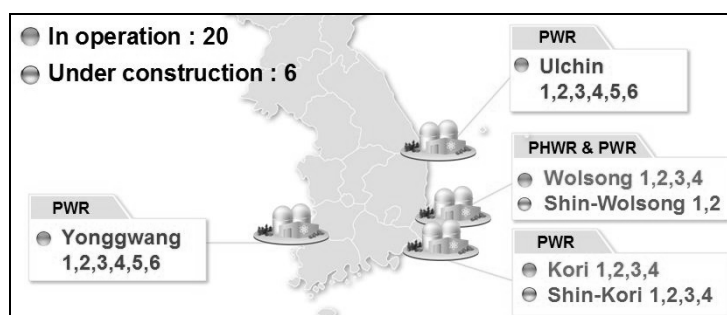 In operation : 20
Under construction : 6
PWR
Ulchin
1,2,3,4,5,6
PHWR & PWR
Wolsong 1,2,3,4
Shin-Wolsong 1,2
PWR
Yonggwang
1,2,3,4,5,6
PWR
Kori 1,2,3,4
Shin-Kori 1,2,3,4